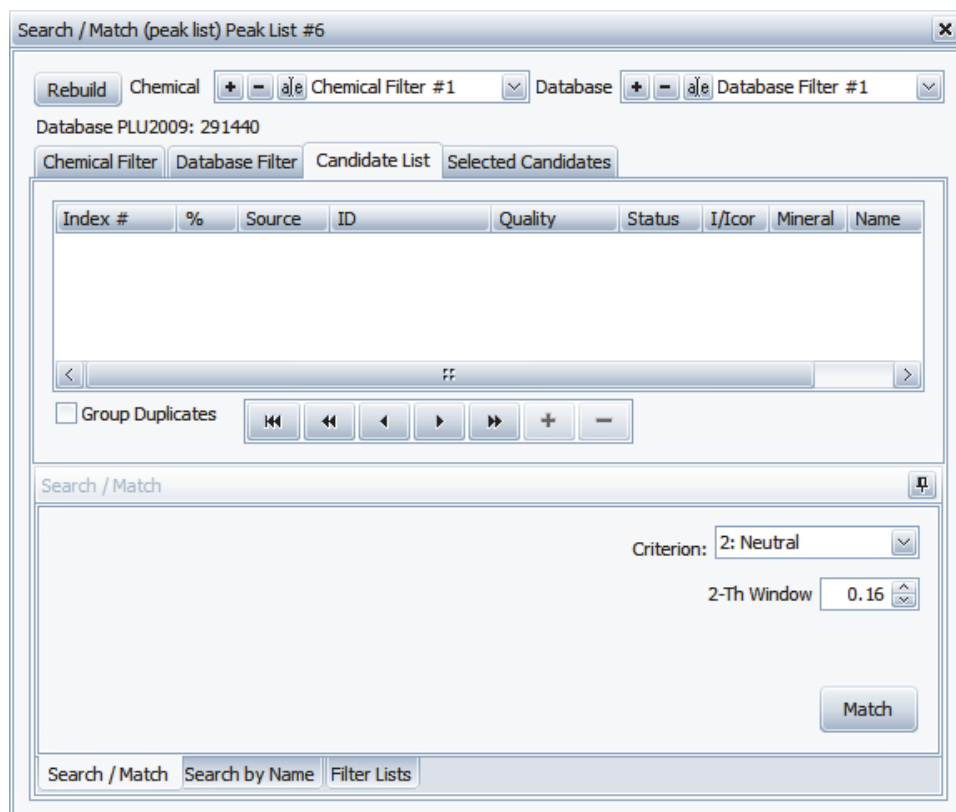 Search / Match (peak list) Peak List #6
Rebuild Chemical + - a|e Chemical Filter #1 Database + - a|e Database Filter #1
Database PLU2009: 291440
Chemical Filter Database Filter Candidate List Selected Candidates
Index # % Source ID Quality Status I/Icor Mineral Name
Group Duplicates + -
Search / Match
Criterion: 2: Neutral
2-Th Window 0.16
Match
Search / Match Search by Name Filter Lists